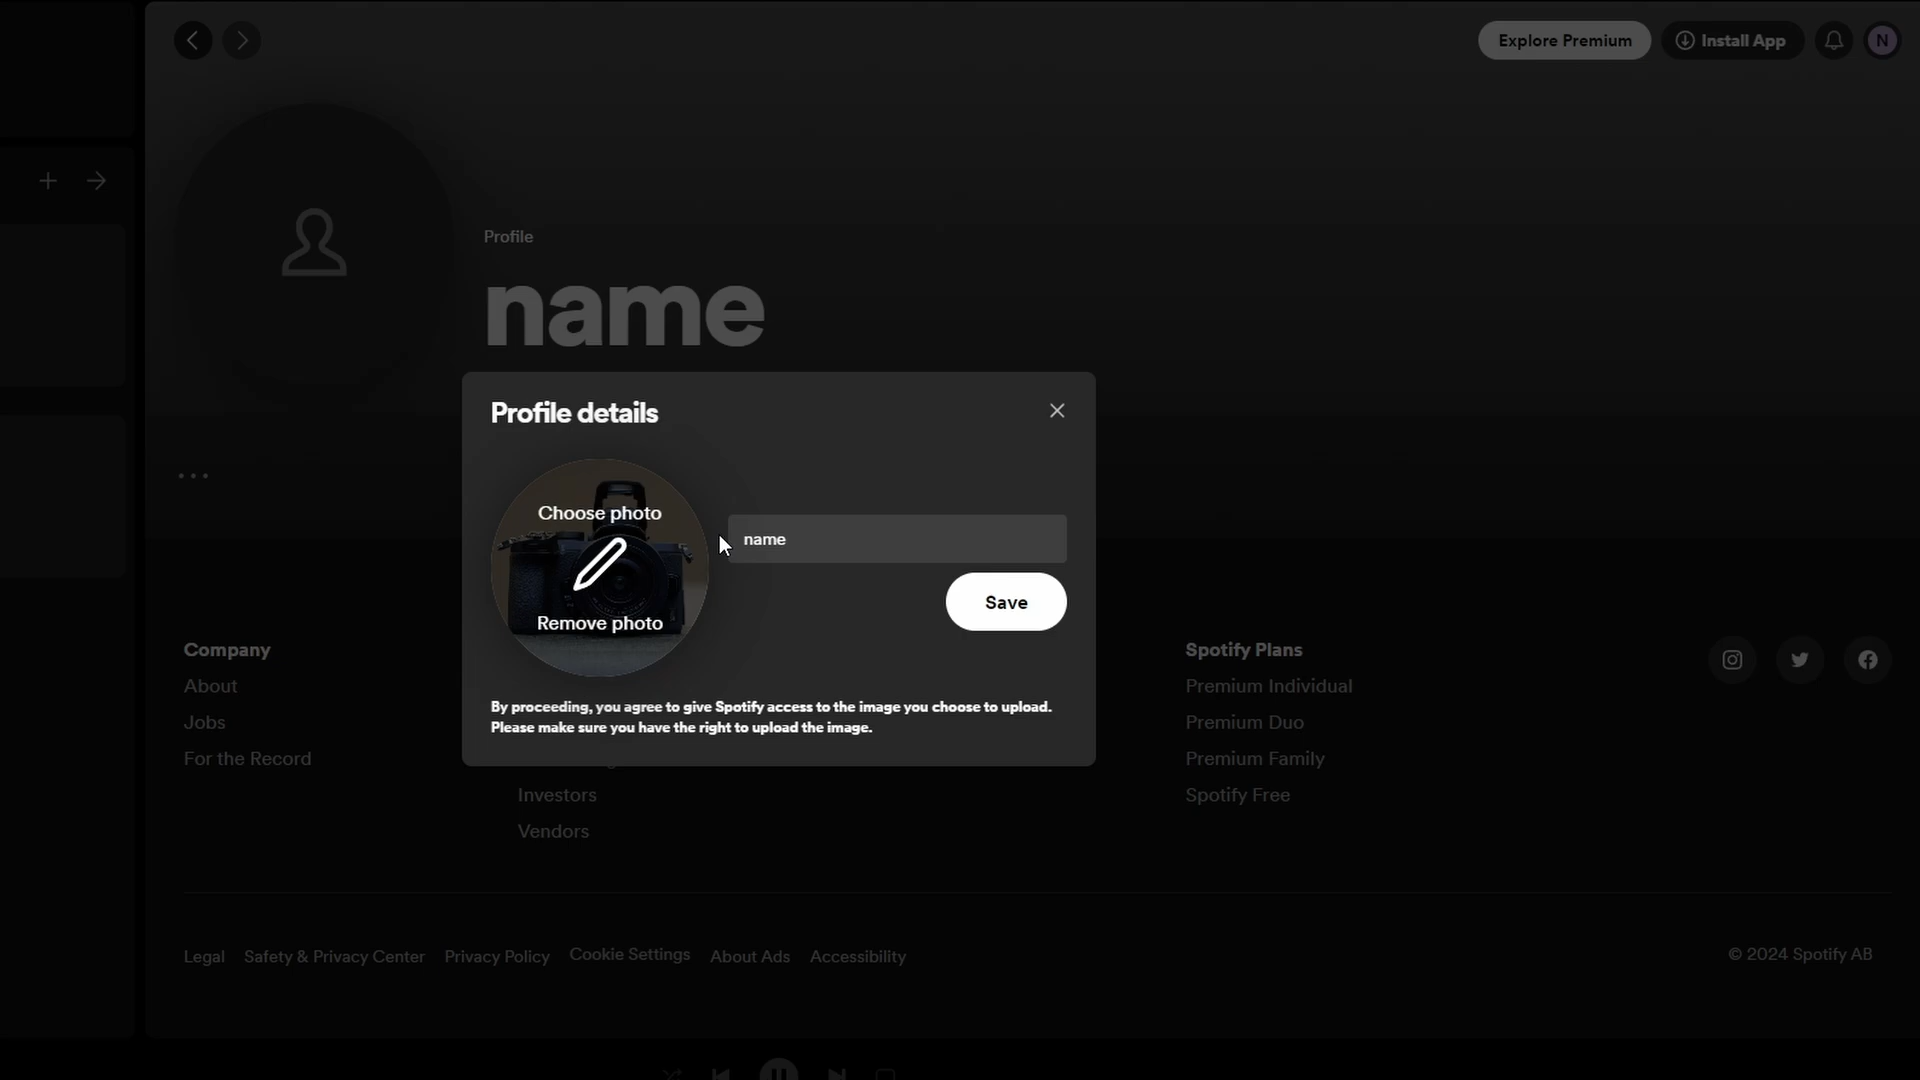 Explore Premium
Install App
N
Profile
name
Profile details
Choose photo
name
Save
Remove photo
By proceeding, you agree to give Spotify access to the image you choose to upload.
Please make sure you have the right to upload the image.
Company
About
Jobs
For the Record
Investors
Vendors
Spotify Plans
Premium Individual
Premium Duo
Premium Family
Spotify Free
Legal Safety & Privacy Center Privacy Policy Cookie Settings About Ads Accessibility
© 2024 Spotify AB